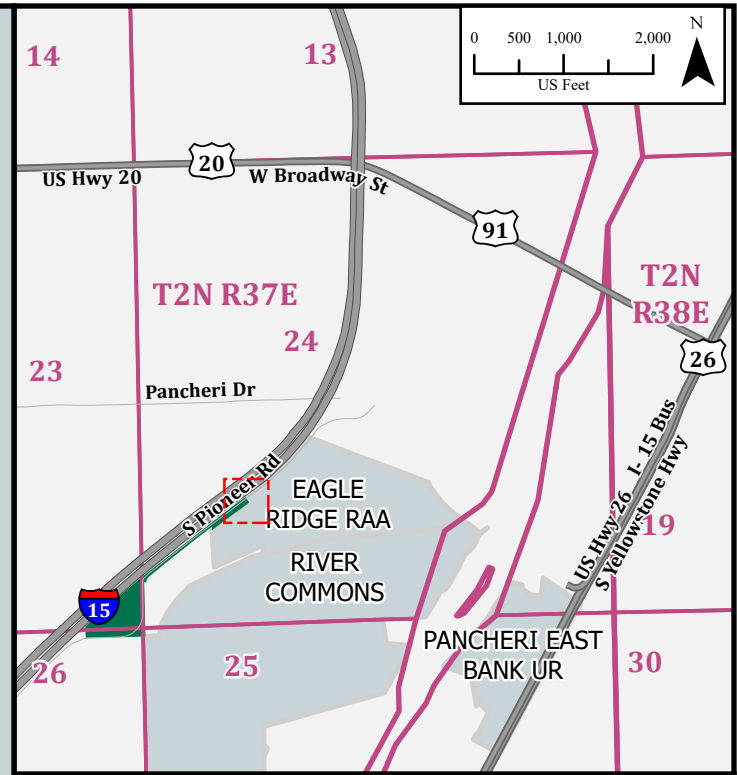 14
13
0 500 1,000 2,000
US Feet
N
20
US Hwy 20
W Broadway St
91
T2N R37E
T2N
R38E
24
23
26
Pancheri Dr
S Pioneer Rd
EAGLE
RIDGE RAA
US Hwy 26 I- 15 Bus
S Yellowstone Hwy
19
RIVER
COMMONS
15
PANCHERI EAST
BANK UR
26
25
30